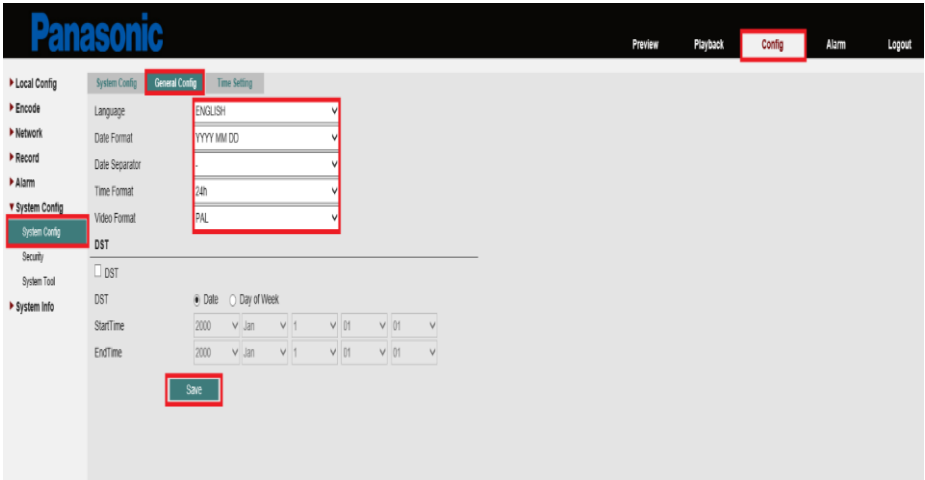 Panasonic
Preview Playback Config Alarm Logout
Local Config
Encode
Network
Record
Alarm
System Config
System Config
Security
System Tool
System Info
System Config General Config Time Setting
Language ENGLISH
Date Format YYYY MM DD
Date Separator -
Time Format 24h
Video Format PAL
DST
DST
DST Date Day of Week
StartTime 2000 Jan 1 01 01
EndTime 2000 Jan 1 01 01
Save